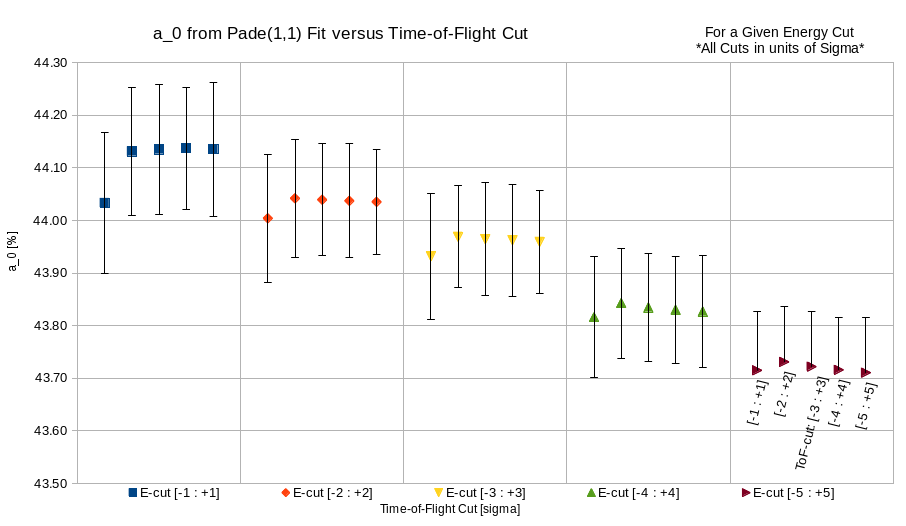 a_0 from Pade(1,1) Fit versus Time-of-Flight Cut
For a Given Energy Cut
*All Cuts in units of Sigma*
44.30
44.20
44.10
44.00
43.90
43.80
43.70
43.60
43.50
a_0 [%]
[-1 : +1]
[-2 : +2]
ToF-cut: [-3 : +3]
[-4 : +4]
[-5 : +5]
E-cut [-1 : +1]
E-cut [-2 : +2]
E-cut [-3 : +3]
E-cut [-4 : +4]
E-cut [-5 : +5]
Time-of-Flight Cut [sigma]